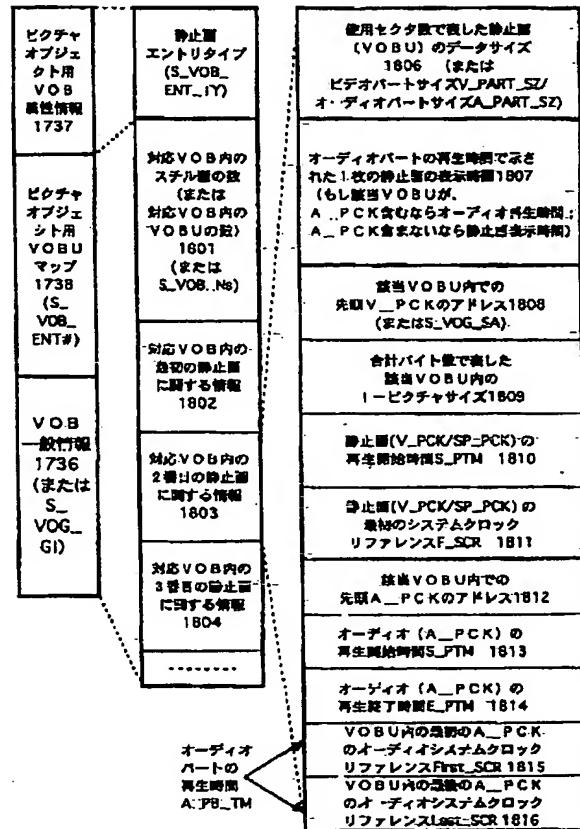 ピクチャ
オブジェ
クト用
VOB
属性情報
1737
ピクチャ
オブジェ
クト用
VOBU
マップ
1738
(S_
VOB_
ENT#)
VOB
一般情報
1736
(または
S_
VOG_
GI)
静止画
エントリタイプ
(S_VOB_
ENT_TY)
対応VOB内の
スチル画の数
(または
対応VOB内の
VOBUの数)
1801
(または
S_VOB_Ns)
対応VOB内の
最初の静止画
に関する情報
1802
対応VOB内の
2番目の静止画
に関する情報
1803
対応VOB内の
3番目の静止画
に関する情報
1804
………
使用セクタ数で表した静止画
(VOBU)のデータサイズ
1806 (または
ビデオパートサイズV_PART_SZ/
オーディオパートサイズA_PART_SZ)
オーディオパートの再生時間で示さ
れた1枚の静止画の表示時間1807
(もし該当VOBUが、
A_PCK含むならオーディオ再生時間;
A_PCK含まないなら静止画表示時間)
該当VOBU内での
先頭V_PCKのアドレス1808
(またはS_VOG_SA)
合計バイト数で表した
該当VOBU内の
I-ピクチャサイズ1809
静止画(V_PCK/SP_PCK)の
再生開始時間S_PTM 1810
静止画(V_PCK/SP_PCK)の
最初のシステムクロック
リファレンスF_SCR 1811
該当VOBU内での
先頭A_PCKのアドレス1812
オーディオ(A_PCK)の
再生開始時間S_PTM 1813
オーディオ(A_PCK)の
再生終了時間E_PTM 1814
VOBU内の最初のA_PCK
のオーディオシステムクロック
リファレンスFirst_SCR 1815
VOBU内の最後のA_PCK
のオーディオシステムクロック
リファレンスLast_SCR 1816
オーディオ
パートの
再生時間
A_PB_TM